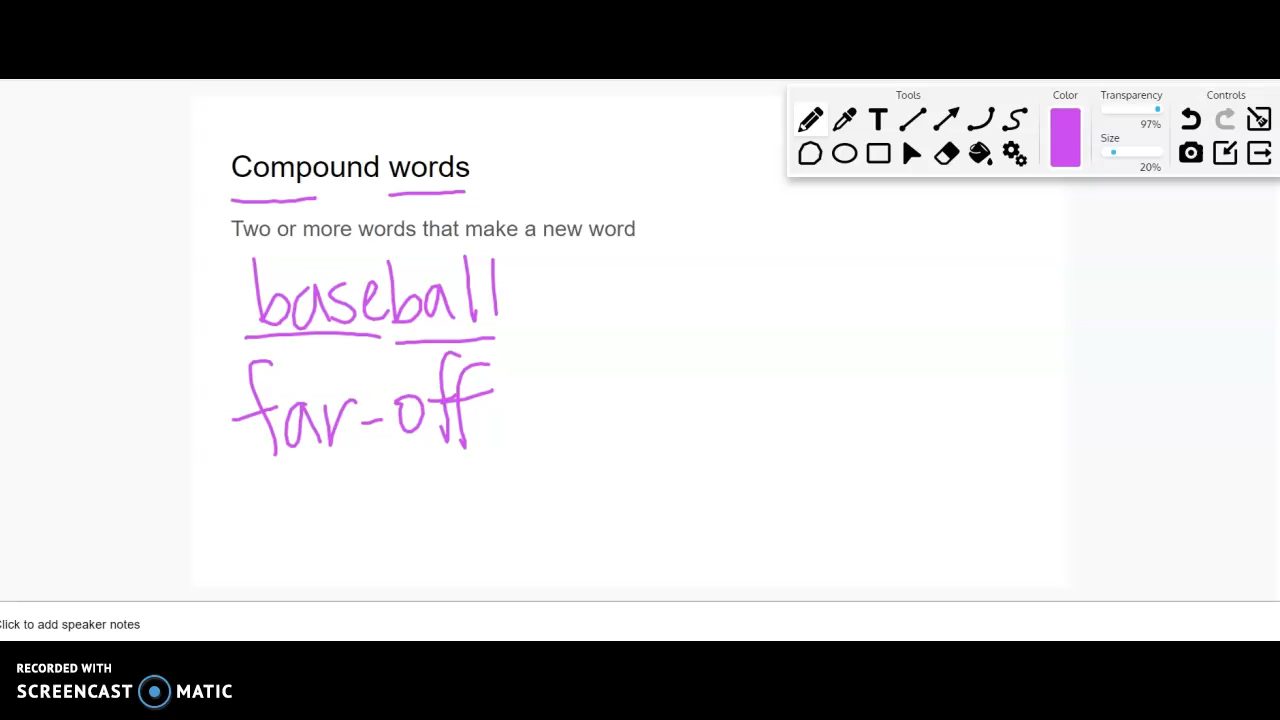 Tools
Color
Transparency
Controls
97%
Size
20%
Compound words
Two or more words that make a new word
baseball
far-off
Click to add speaker notes
RECORDED WITH
SCREENCAST MATIC